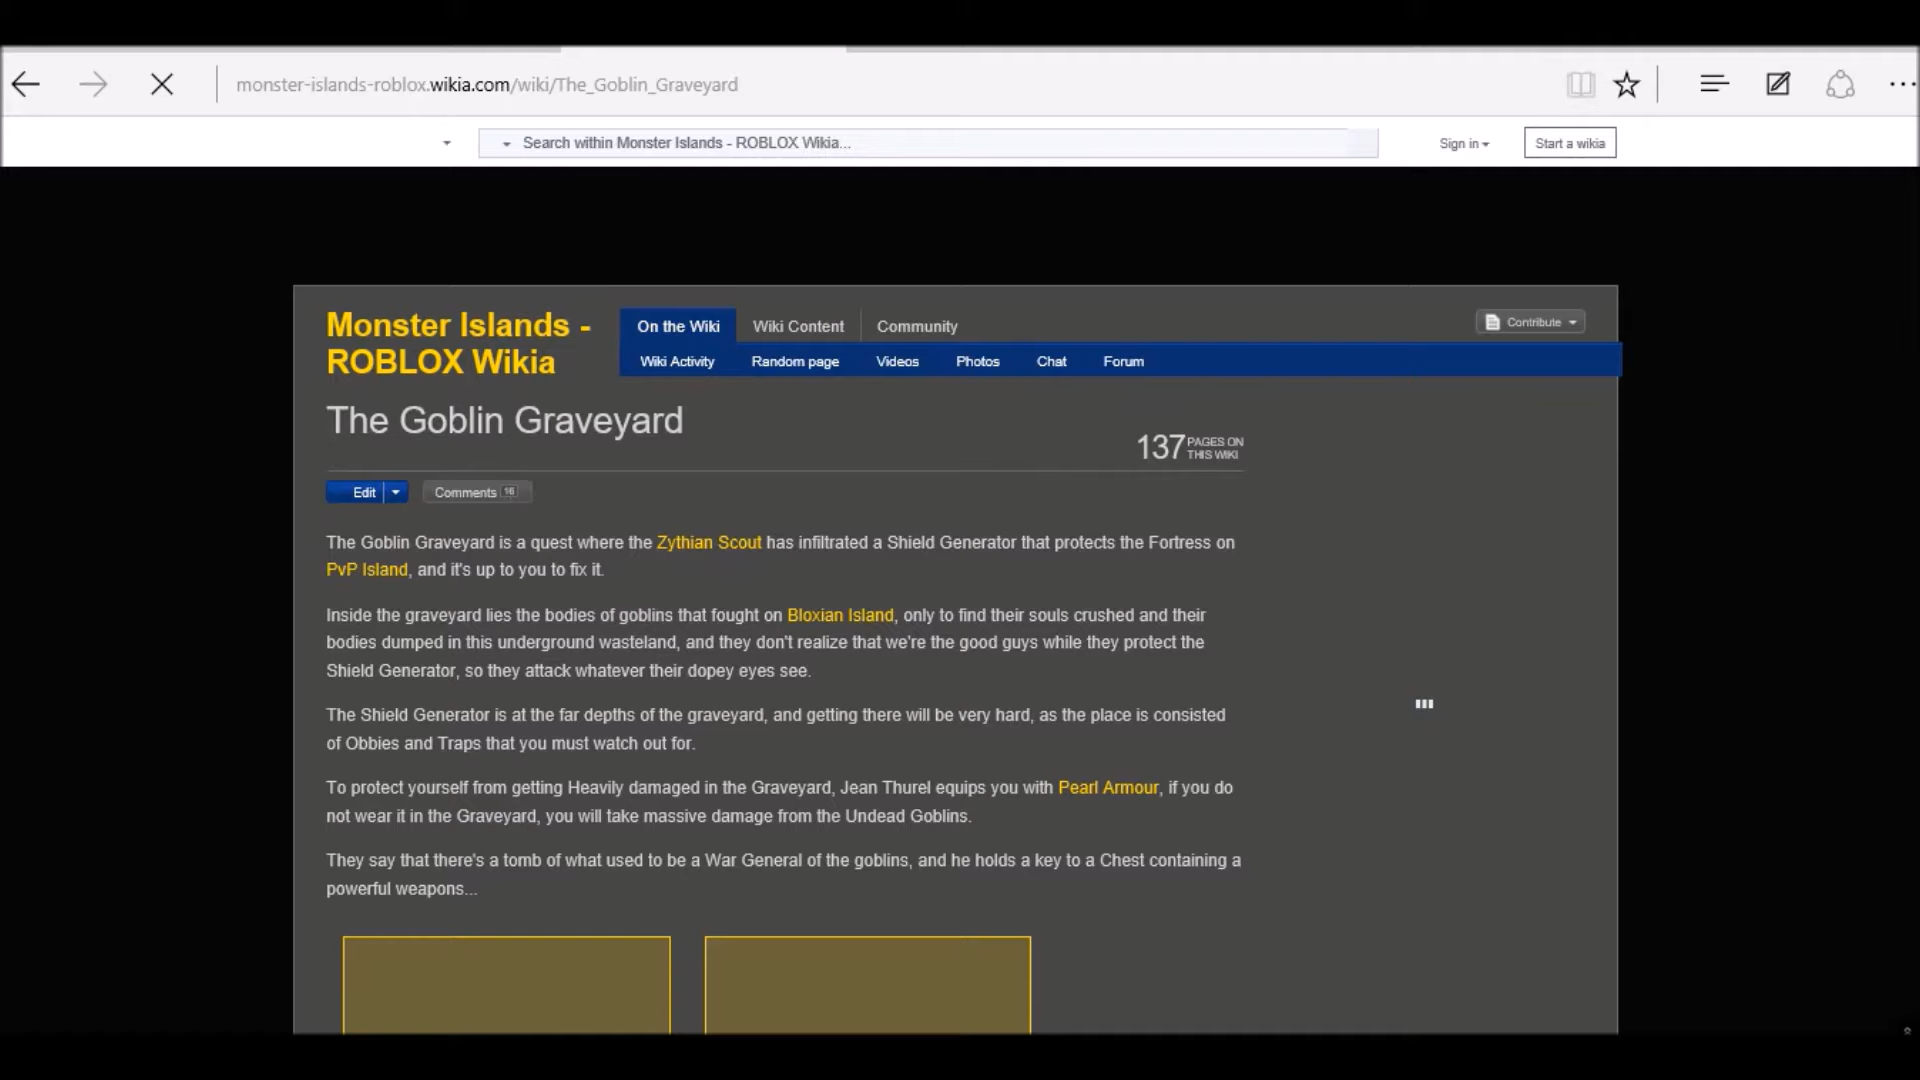 monster-islands-roblox.wikia.com/wiki/The_Goblin_Graveyard
Search within Monster Islands - ROBLOX Wikia...
Sign in
Start a wikia
Monster Islands -
ROBLOX Wikia
On the Wiki
Wiki Content
Community
Contribute
Wiki Activity
Random page
Videos
Photos
Chat
Forum
The Goblin Graveyard
137 PAGES ON
THIS WIKI
Edit
Comments 16
The Goblin Graveyard is a quest where the Zythian Scout has infiltrated a Shield Generator that protects the Fortress on
PvP Island, and it's up to you to fix it.
Inside the graveyard lies the bodies of goblins that fought on Bloxian Island, only to find their souls crushed and their
bodies dumped in this underground wasteland, and they don't realize that we're the good guys while they protect the
Shield Generator, so they attack whatever their dopey eyes see.
The Shield Generator is at the far depths of the graveyard, and getting there will be very hard, as the place is consisted
of Obbies and Traps that you must watch out for.
To protect yourself from getting Heavily damaged in the Graveyard, Jean Thurel equips you with Pearl Armour, if you do
not wear it in the Graveyard, you will take massive damage from the Undead Goblins.
They say that there's a tomb of what used to be a War General of the goblins, and he holds a key to a Chest containing a
powerful weapons...